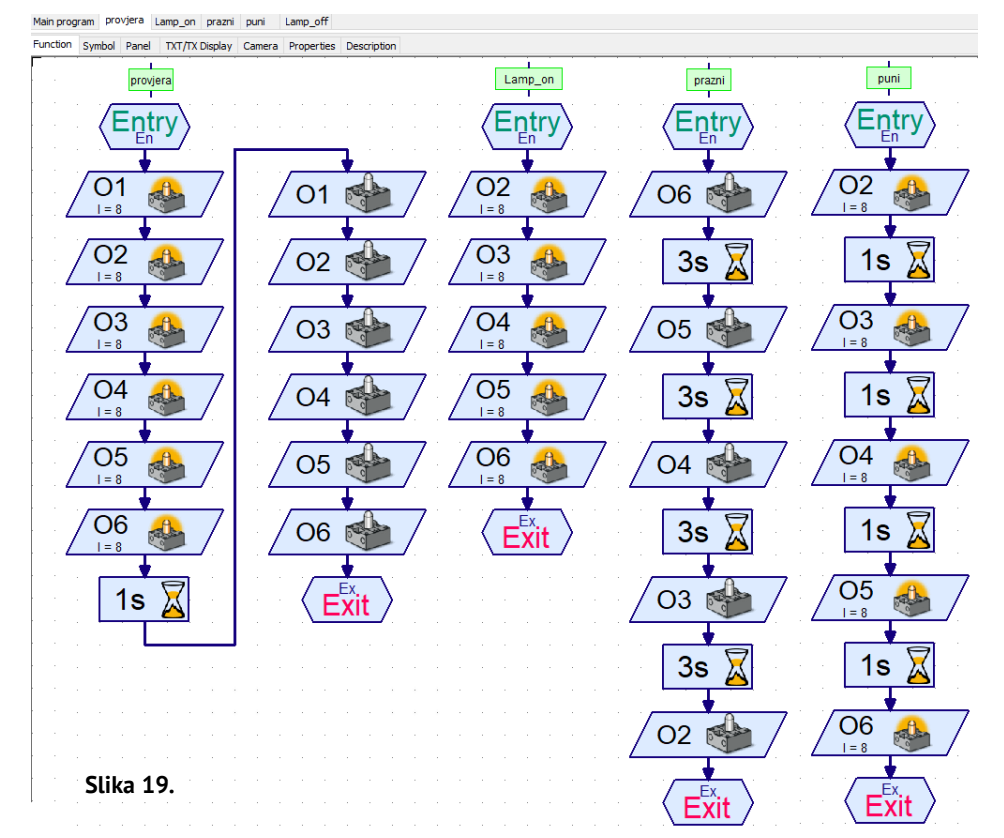 Main program provjera Lamp_on prazni puni Lamp_off
Function Symbol Panel TXT/TX Display Camera Properties Description
provjera
Entry
En
O1
I = 8
O2
I = 8
O3
I = 8
O4
I = 8
O5
I = 8
O6
I = 8
1s
O1
O2
O3
O4
O5
O6
Ex
Exit
Lamp_on
Entry
En
O2
I = 8
O3
I = 8
O4
I = 8
O5
I = 8
O6
I = 8
Ex
Exit
prazni
Entry
En
O6
3s
O5
3s
O4
3s
O3
3s
O2
Ex
Exit
puni
Entry
En
O2
I = 8
1s
O3
I = 8
1s
O4
I = 8
1s
O5
I = 8
1s
O6
I = 8
Ex
Exit
Slika 19.